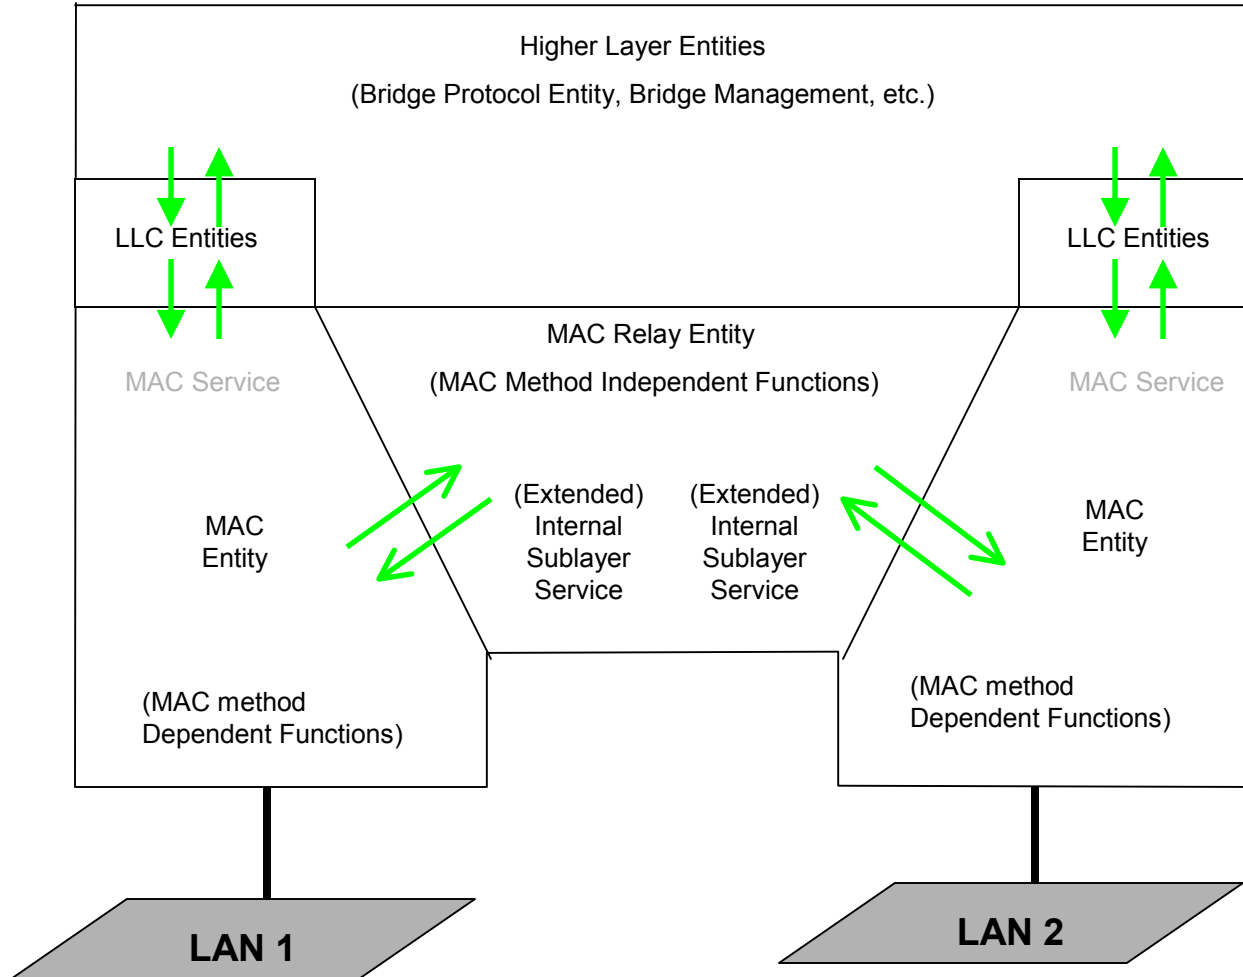 Higher Layer Entities
(Bridge Protocol Entity, Bridge Management, etc.)
LLC Entities
LLC Entities
MAC Relay Entity
(MAC Method Independent Functions)
MAC Service
MAC Service
MAC
Entity
(Extended)
Internal
Sublayer
Service
(Extended)
Internal
Sublayer
Service
MAC
Entity
(MAC method
Dependent Functions)
(MAC method
Dependent Functions)
LAN 1
LAN 2